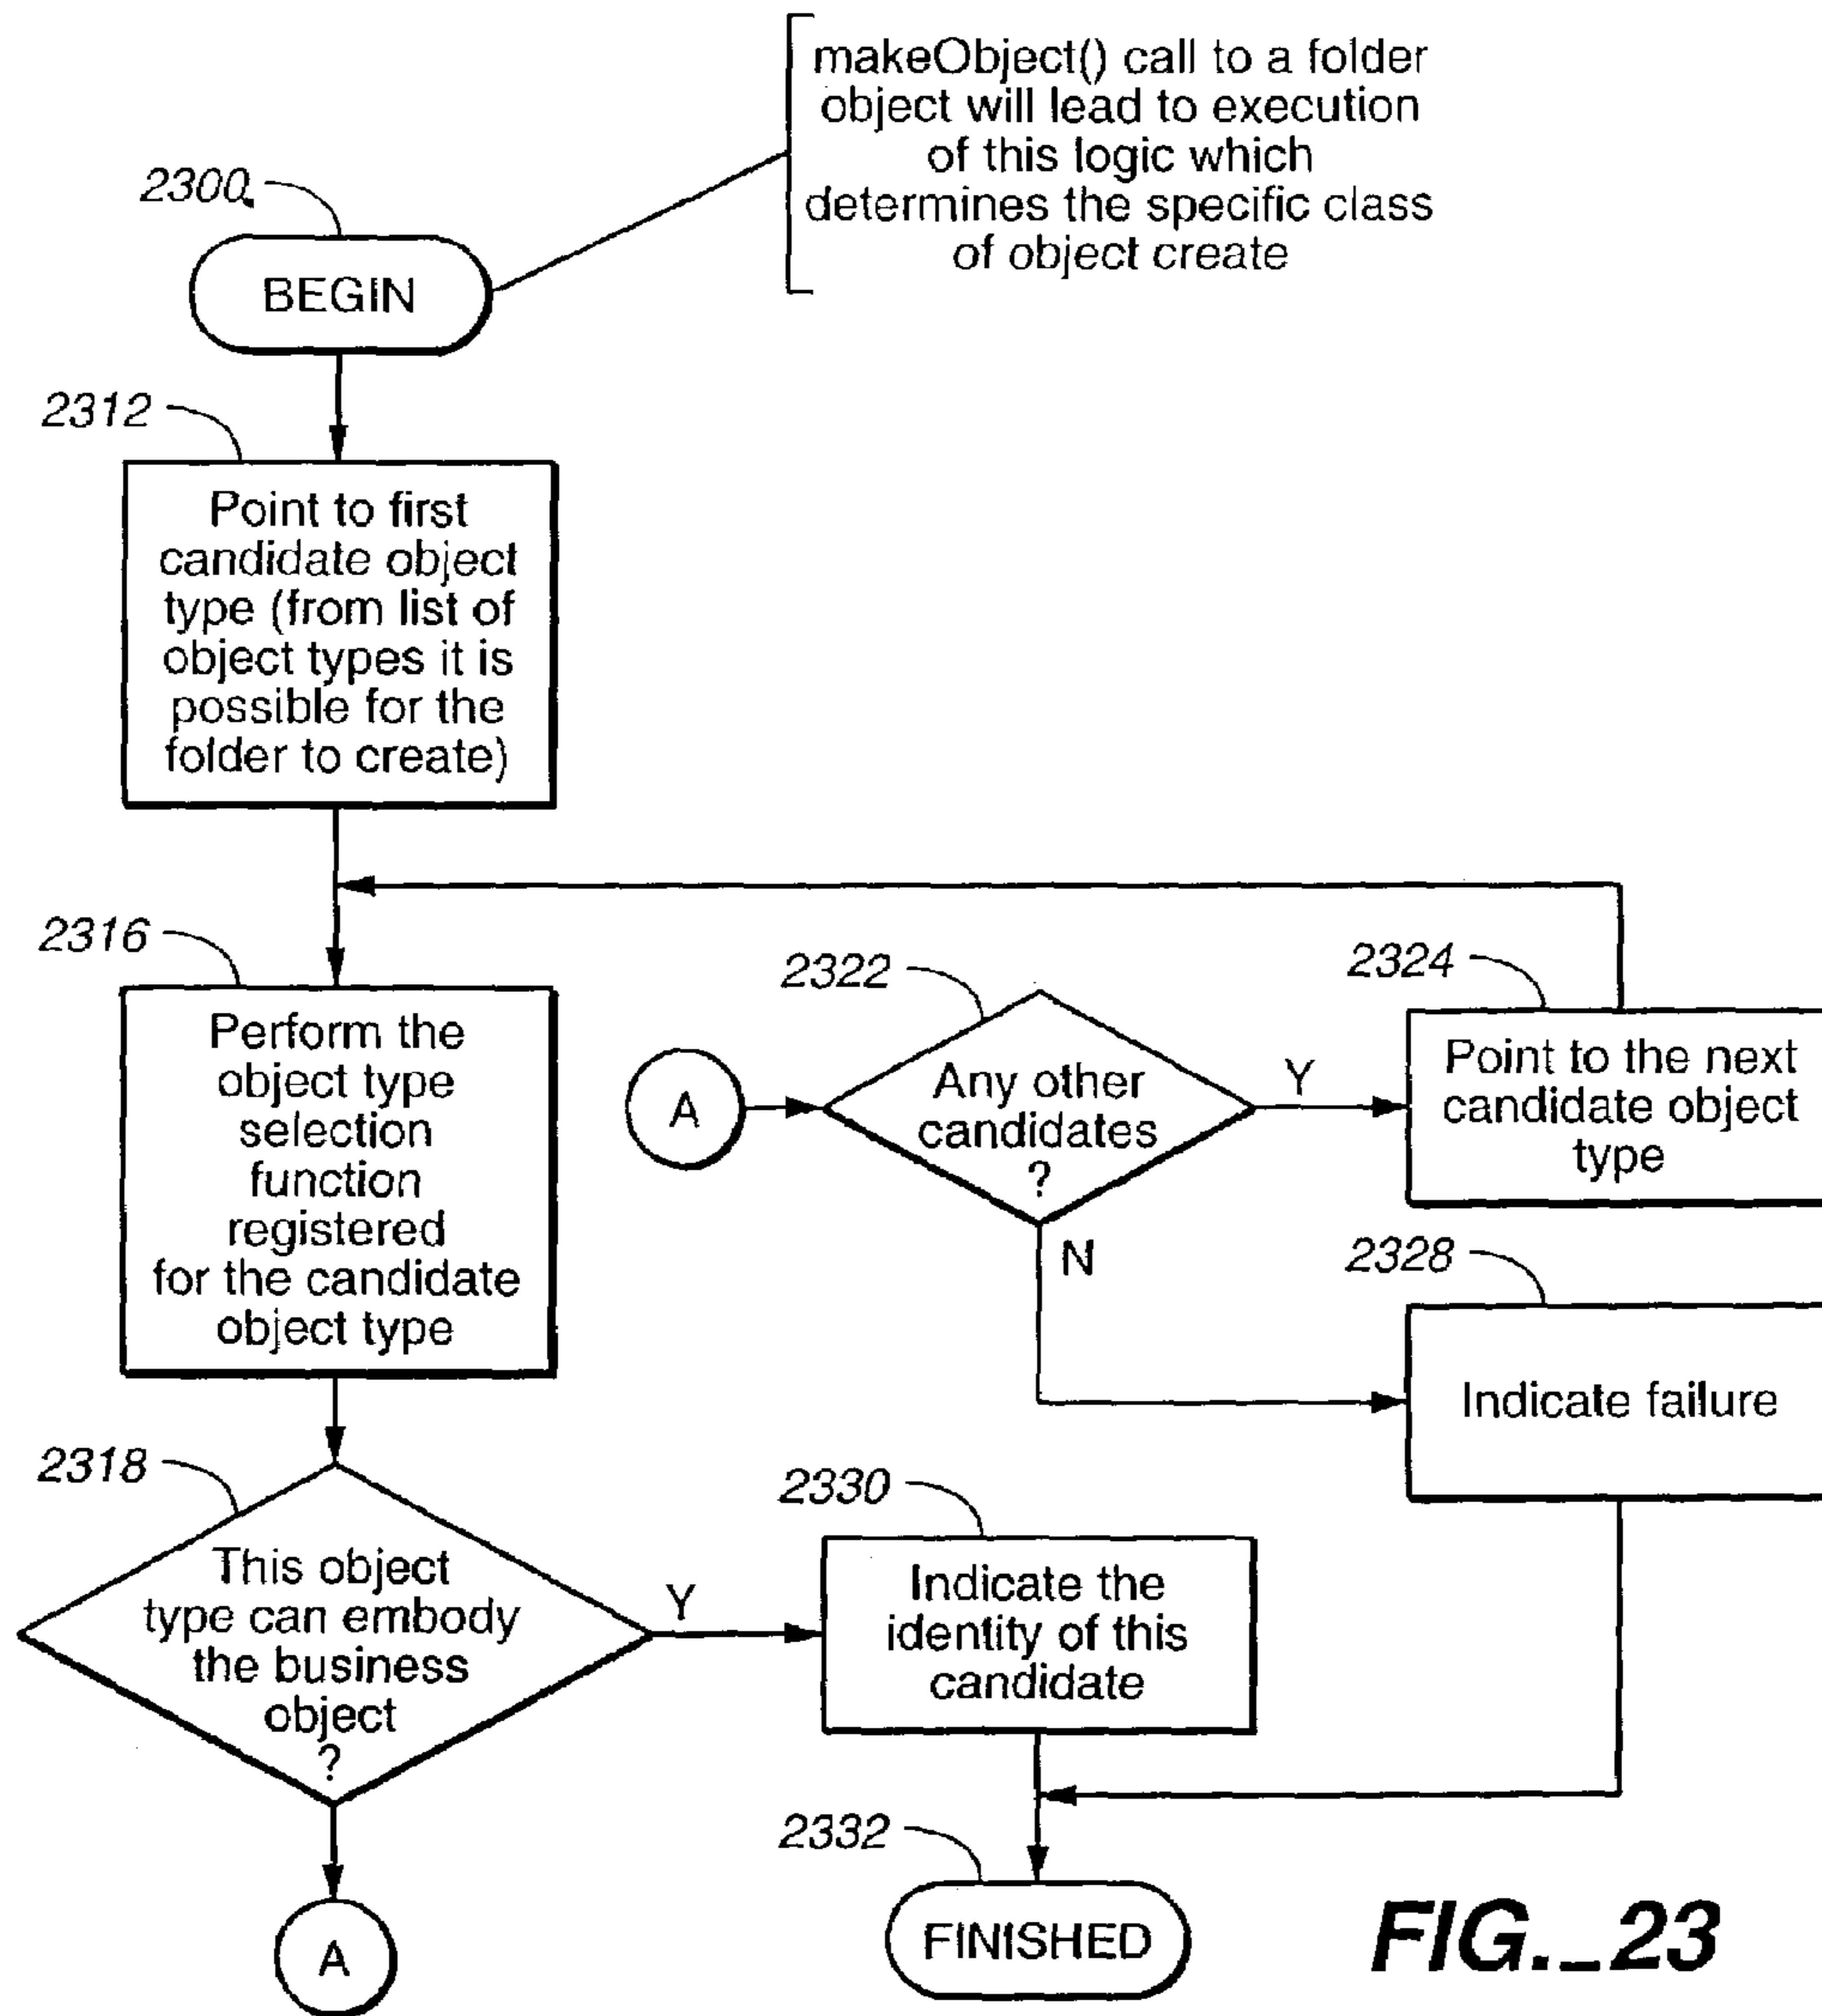 makeObject() call to a folder
object will lead to execution
of this logic which
determines the specific class
of object create
2300
BEGIN
2312
Point to first
candidate object
type (from list of
object types it is
possible for the
folder to create)
2316
Perform the
object type
selection
function
registered
for the candidate
object type
2322
A
Any other
candidates
?
Y
N
2324
Point to the next
candidate object
type
2328
Indicate failure
2318
This object
type can embody
the business
object
?
Y
2330
Indicate the
identity of this
candidate
2332
FINISHED
A
FIG._23